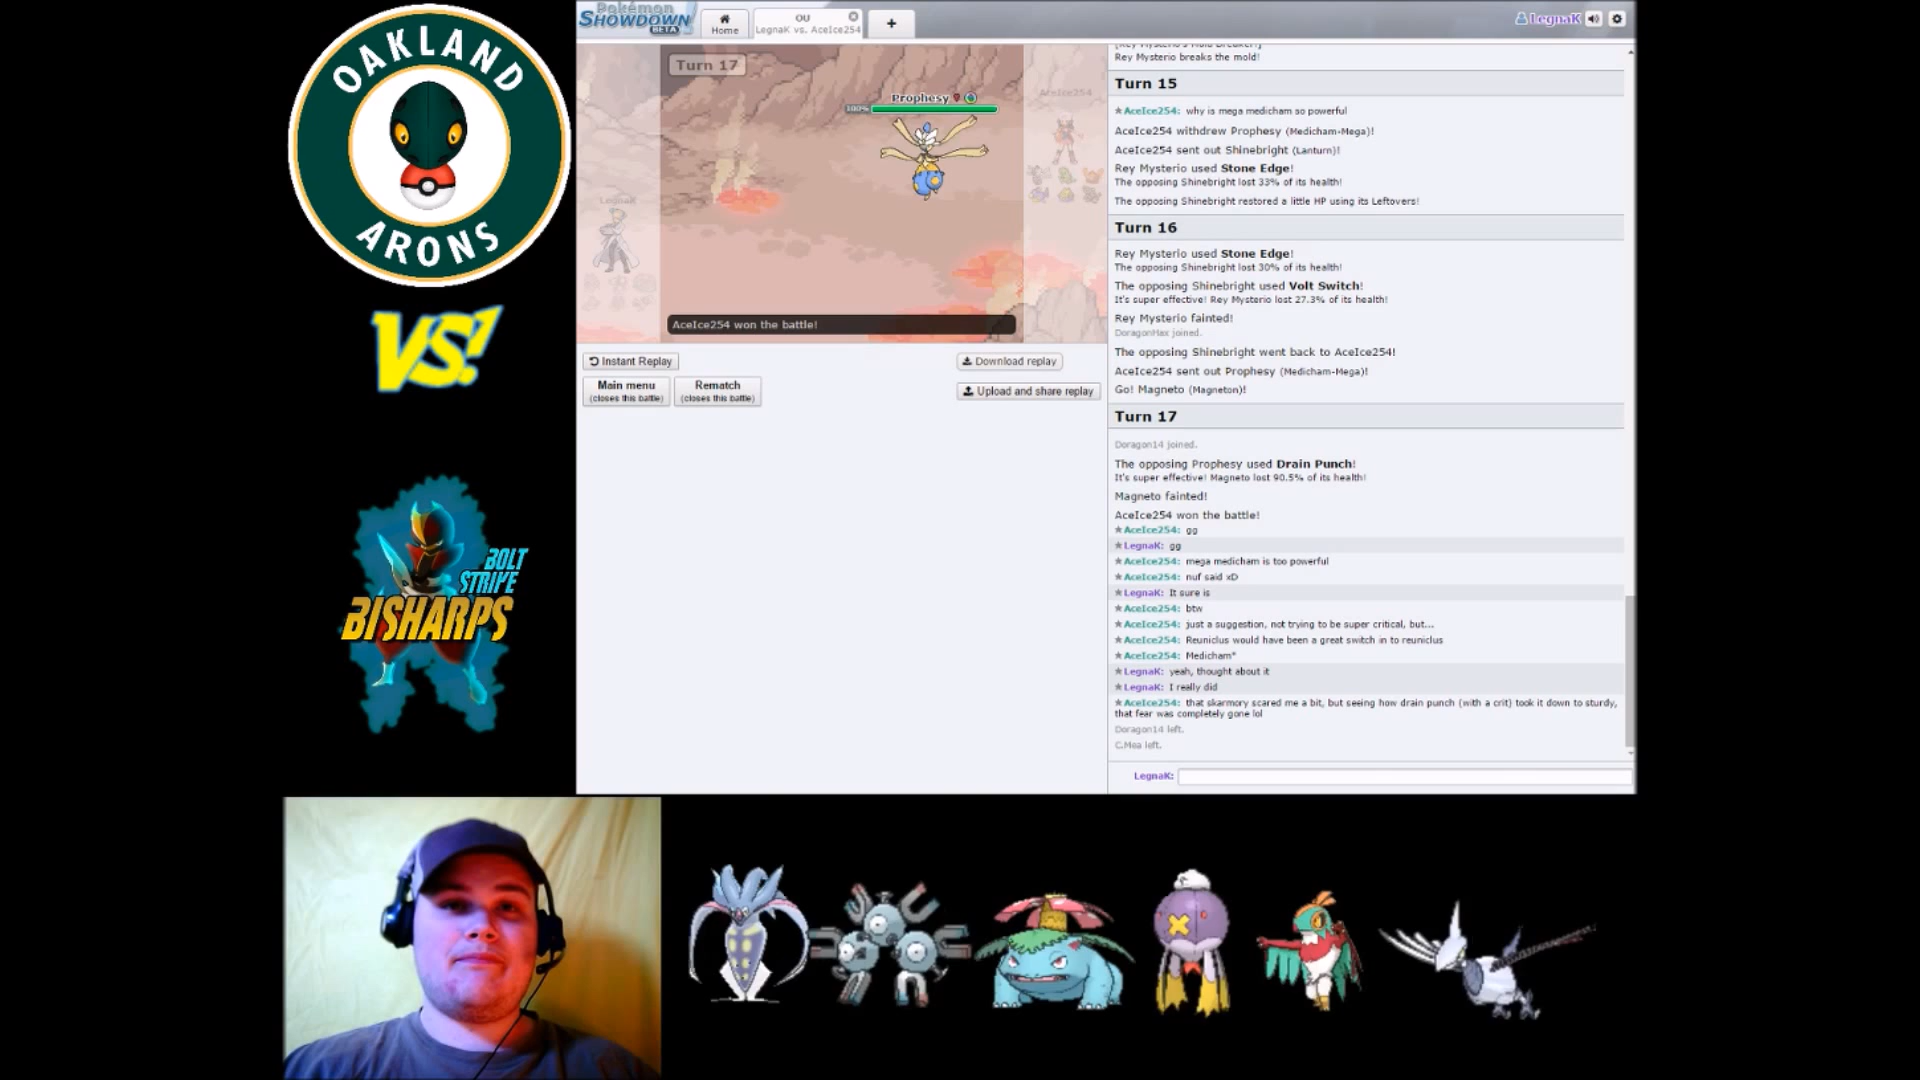 OAKLAND
ARONS
VS!
BOLT
STRIKE
BISHARPS
Pokémon
SHOWDOWN
BETA
Home
OU
LegnaK vs. AceIce254
+
LegnaK
Turn 17
Prophesy
100%
AceIce254
LegnaK
AceIce254 won the battle!
Instant Replay
Download replay
Main menu
(closes this battle)
Rematch
(closes this battle)
Upload and share replay
[Rey Mysterio's Mold Breaker!]
Rey Mysterio breaks the mold!
Turn 15
★AceIce254: why is mega medicham so powerful
AceIce254 withdrew Prophesy (Medicham-Mega)!
AceIce254 sent out Shinebright (Lanturn)!
Rey Mysterio used Stone Edge!
The opposing Shinebright lost 33% of its health!
The opposing Shinebright restored a little HP using its Leftovers!
Turn 16
Rey Mysterio used Stone Edge!
The opposing Shinebright lost 30% of its health!
The opposing Shinebright used Volt Switch!
It's super effective! Rey Mysterio lost 27.3% of its health!
Rey Mysterio fainted!
DoragonMax joined.
The opposing Shinebright went back to AceIce254!
AceIce254 sent out Prophesy (Medicham-Mega)!
Go! Magneto (Magneton)!
Turn 17
Doragon14 joined.
The opposing Prophesy used Drain Punch!
It's super effective! Magneto lost 90.5% of its health!
Magneto fainted!
AceIce254 won the battle!
★AceIce254: gg
★LegnaK: gg
★AceIce254: mega medicham is too powerful
★AceIce254: nuf said xD
★LegnaK: It sure is
★AceIce254: btw
★AceIce254: just a suggestion, not trying to be super critical, but...
★AceIce254: Reuniclus would have been a great switch in to reuniclus
★AceIce254: Medicham*
★LegnaK: yeah, thought about it
★LegnaK: I really did
★AceIce254: that skarmory scared me a bit, but seeing how drain punch (with a crit) took it down to sturdy,
that fear was completely gone lol
Doragon14 left.
C.Mea left.
LegnaK: